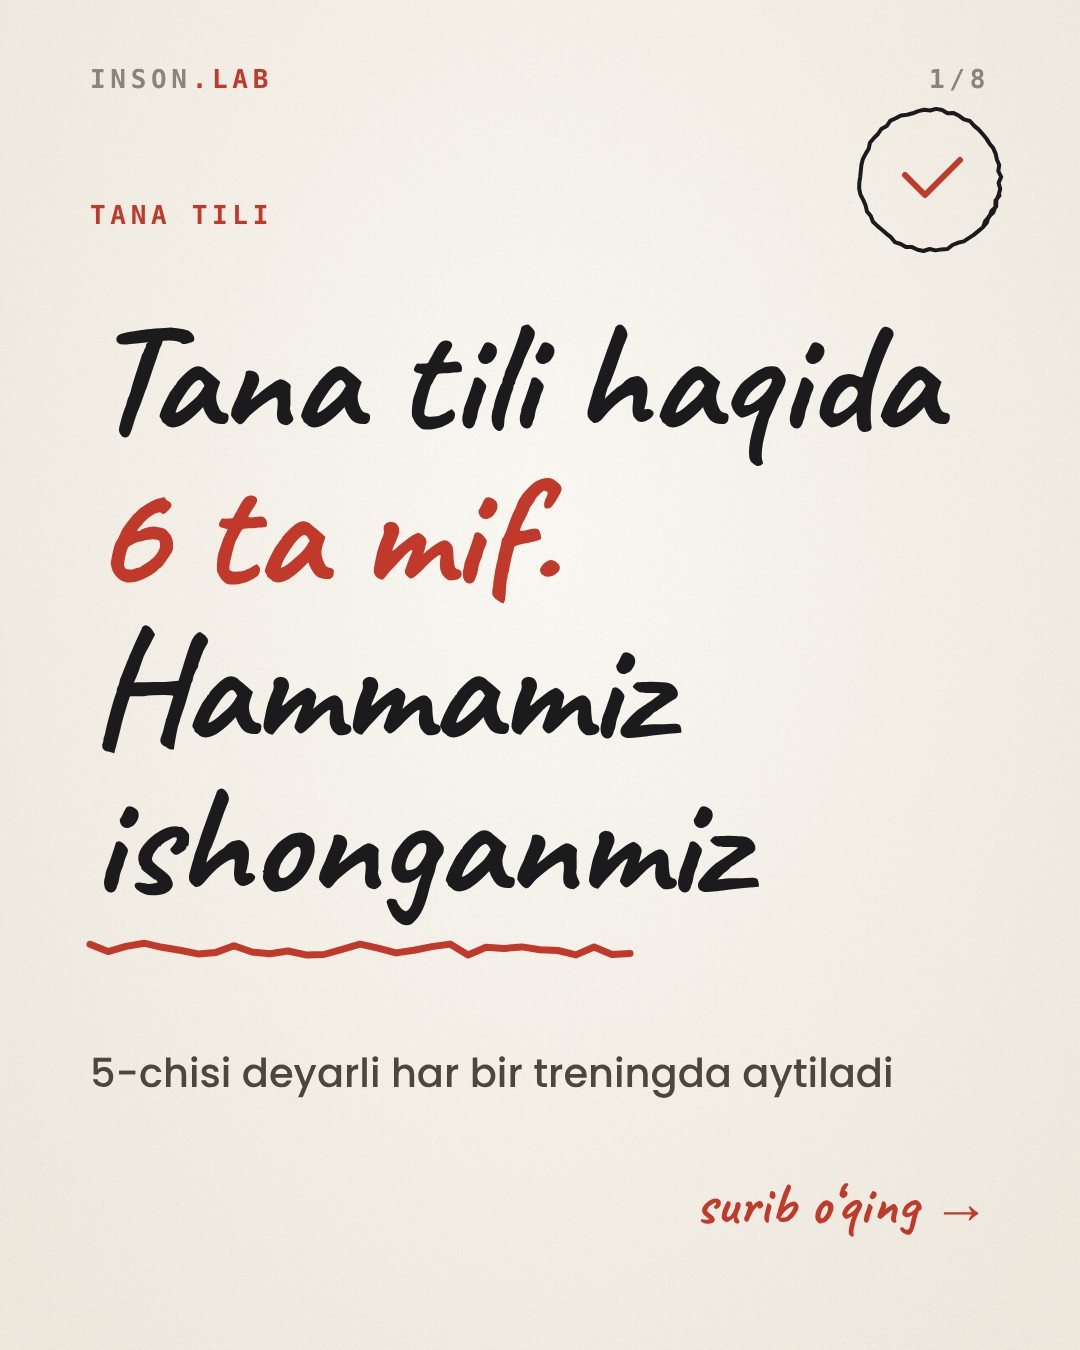 INSON.LAB
1/8
TANA TILI
Tana tili haqida
6 ta mif.
Hammamiz
ishonganmiz
5-chisi deyarli har bir treningda aytiladi
surib oʻqing →